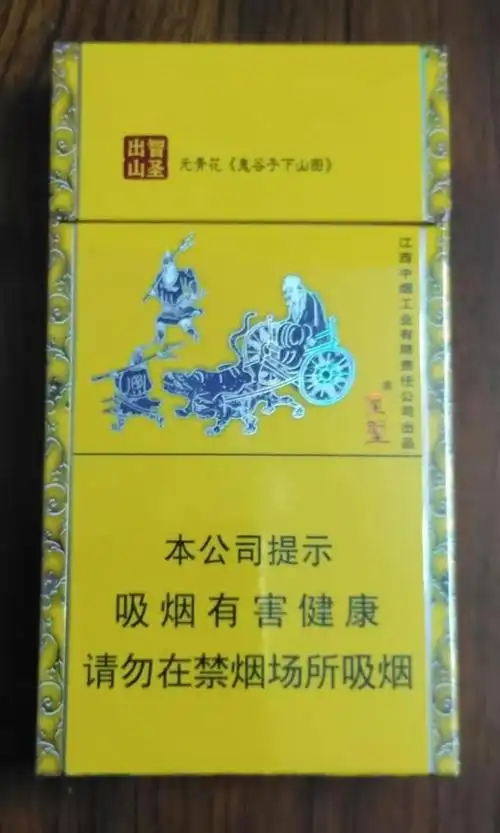 智圣
出山
元青花《鬼谷子下山图》
江西中烟工业有限责任公司出品
本公司提示
吸烟有害健康
请勿在禁烟场所吸烟